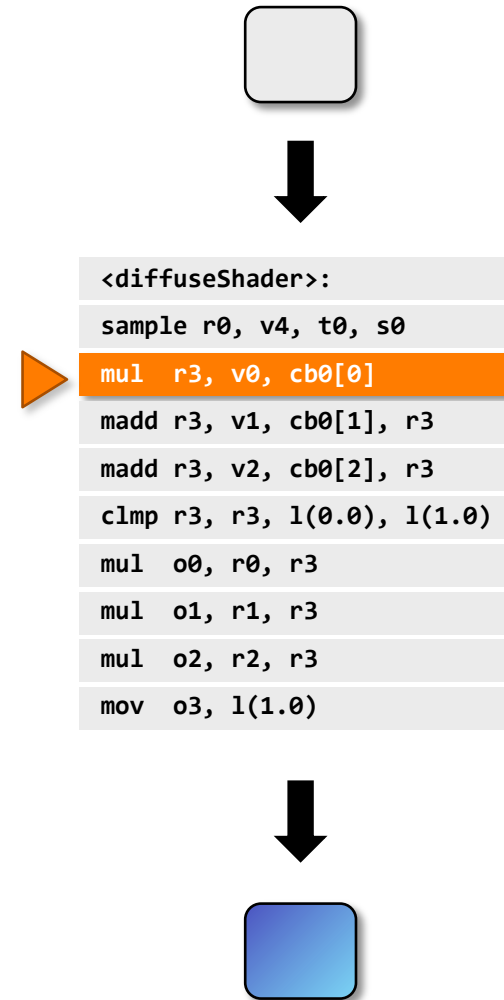 <diffuseShader>:
sample r0, v4, t0, s0
mul  r3, v0, cb0[0]
madd r3, v1, cb0[1], r3
madd r3, v2, cb0[2], r3
clmp r3, r3, l(0.0), l(1.0)
mul  o0, r0, r3
mul  o1, r1, r3
mul  o2, r2, r3
mov  o3, l(1.0)